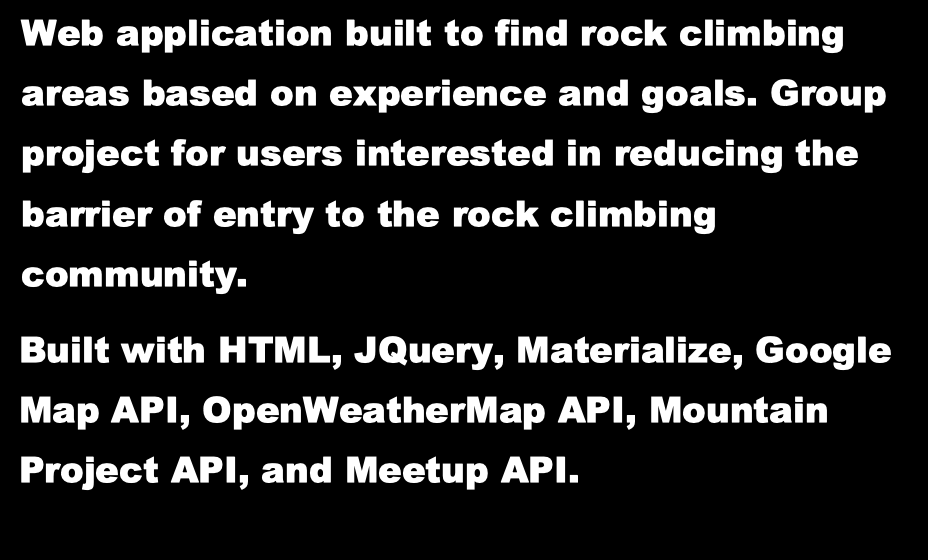 Web application built to find rock climbing
areas based on experience and goals. Group
project for users interested in reducing the
barrier of entry to the rock climbing
community.
Built with HTML, JQuery, Materialize, Google
Map API, OpenWeatherMap API, Mountain
Project API, and Meetup API.